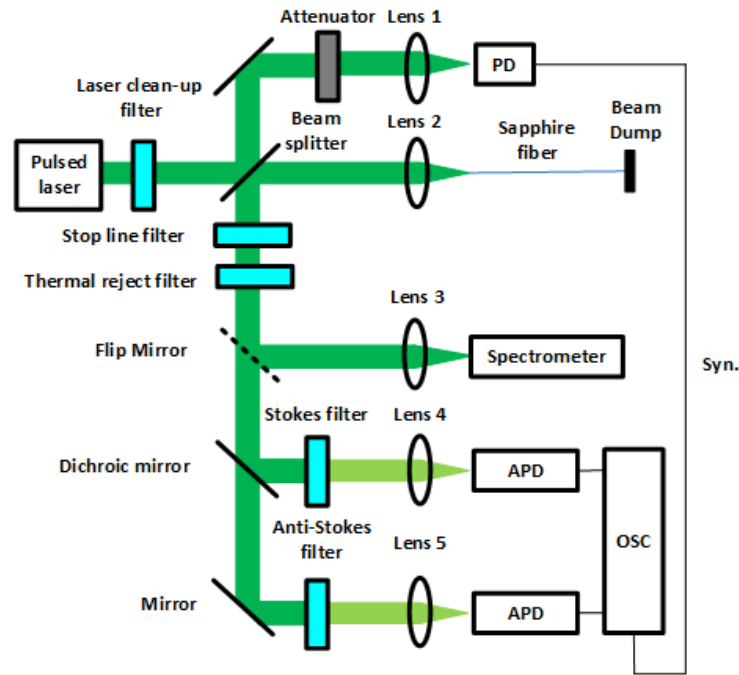 Attenuator
Lens 1
Laser clean-up
filter
PD
Beam
splitter
Lens 2
Sapphire
fiber
Beam
Dump
Pulsed
laser
Stop line filter
Thermal reject filter
Lens 3
Flip Mirror
Spectrometer
Syn.
Stokes filter
Lens 4
Dichroic mirror
APD
Anti-Stokes
filter
Lens 5
OSC
Mirror
APD